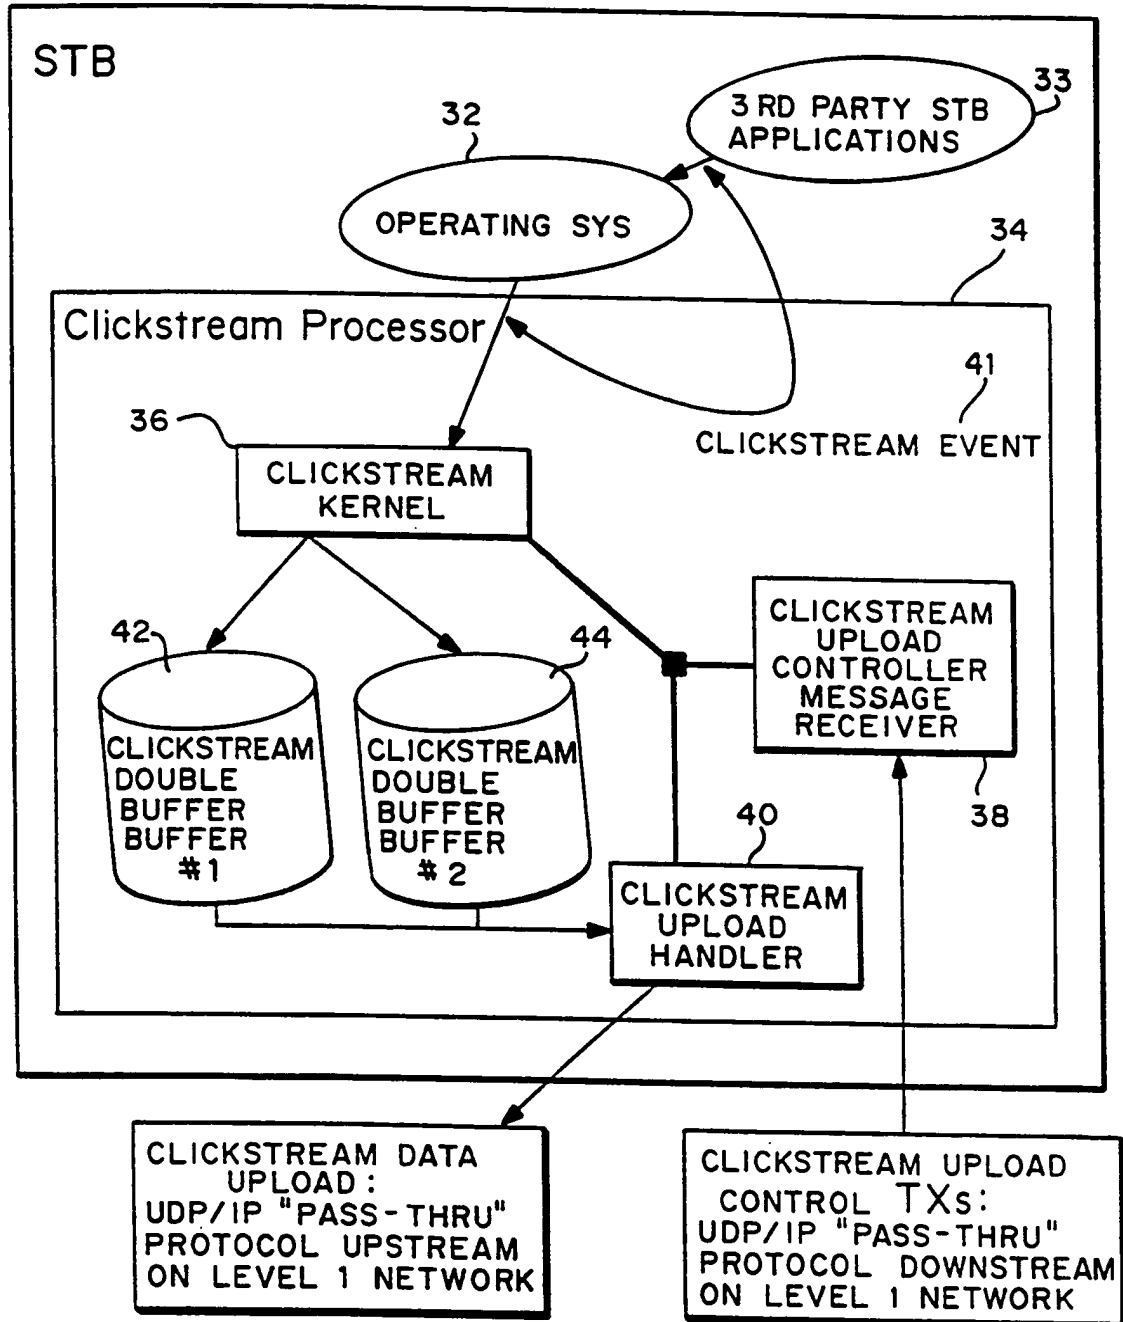 STB
33
3 RD PARTY STB
APPLICATIONS
32
OPERATING SYS
34
Clickstream Processor
41
CLICKSTREAM EVENT
36
CLICKSTREAM
KERNEL
42
CLICKSTREAM
DOUBLE
BUFFER
BUFFER
#1
44
CLICKSTREAM
DOUBLE
BUFFER
BUFFER
#2
CLICKSTREAM
UPLOAD
CONTROLLER
MESSAGE
RECEIVER
38
40
CLICKSTREAM
UPLOAD
HANDLER
CLICKSTREAM DATA
UPLOAD:
UDP/IP "PASS-THRU"
PROTOCOL UPSTREAM
ON LEVEL 1 NETWORK
CLICKSTREAM UPLOAD
CONTROL TXs:
UDP/IP "PASS-THRU"
PROTOCOL DOWNSTREAM
ON LEVEL 1 NETWORK